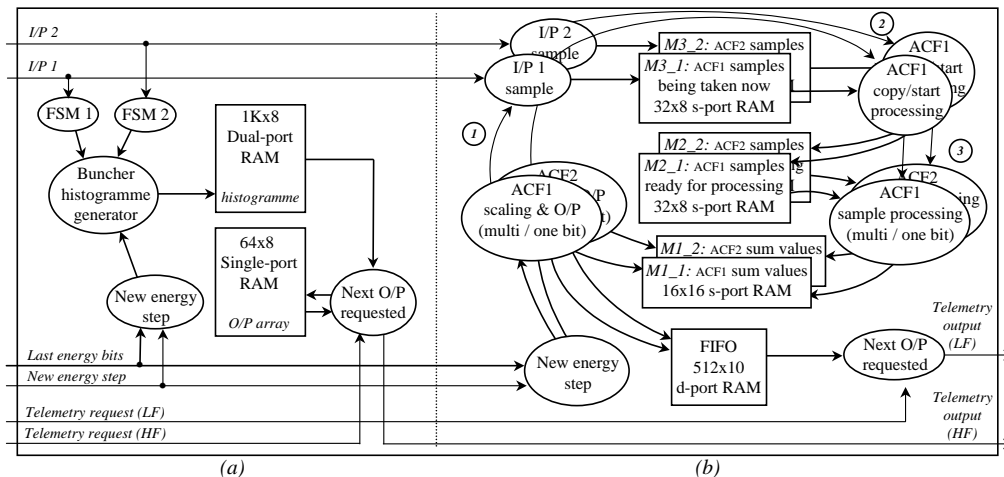 I/P 2
I/P 1
FSM 1
FSM 2
Buncher
histogramme
generator
1Kx8
Dual-port
RAM
histogramme
64x8
Single-port
RAM
O/P array
New energy
step
Next O/P
requested
Last energy bits
New energy step
Telemetry request (LF)
Telemetry request (HF)
(a)
I/P 2
sample
I/P 1
sample
1
M3_2: ACF2 samples
M3_1: ACF1 samples
being taken now
32x8 s-port RAM
2
ACF1
start
ACF1
copy/start
processing
M2_2: ACF2 samples
M2_1: ACF1 samples
ready for processing
32x8 s-port RAM
3
ACF2
ACF1
sample processing
(multi / one bit)
ACF2
ACF1
scaling & O/P
(multi / one bit)
M1_2: ACF2 sum values
M1_1: ACF1 sum values
16x16 s-port RAM
New energy
step
FIFO
512x10
d-port RAM
Next O/P
requested
Telemetry
output
(LF)
Telemetry
output
(HF)
(b)